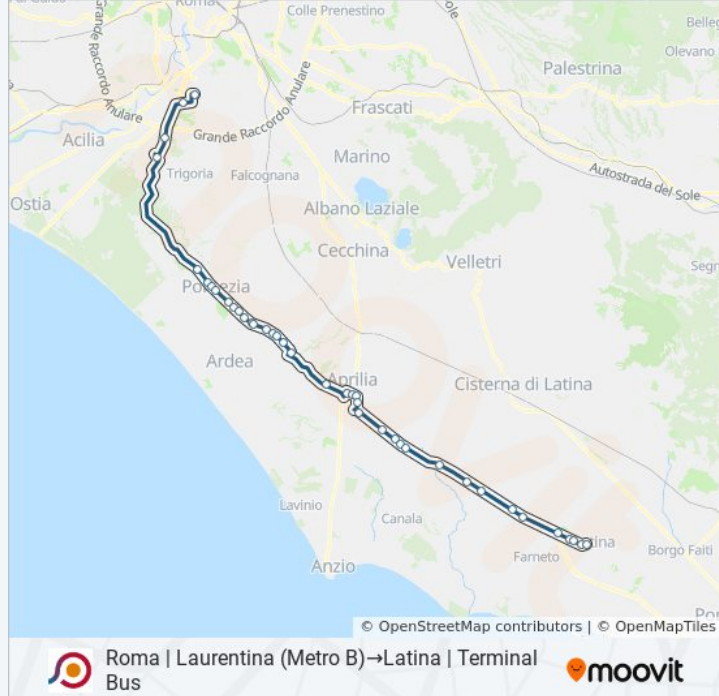 Roma
Colle Prenestino
Grande Raccordo Anulare
Palestrina
Olevano
Frascati
Grande Raccordo Anulare
Acilia
Marino
Trigoria
Falcognana
Autostrada del Sole
Ostia
Albano Laziale
Cecchina
Velletri
Ardea
Aprilia
Cisterna di Latina
Lavinio
Canala
Farneto
Borgo Faiti
Anzio
© OpenStreetMap contributors | © OpenMapTiles
Roma | Laurentina (Metro B)→Latina | Terminal
Bus
moovit